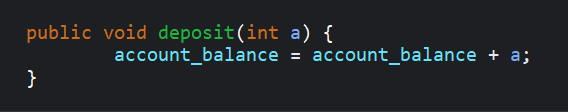 public void deposit(int a) {
        account_balance = account_balance + a;
}